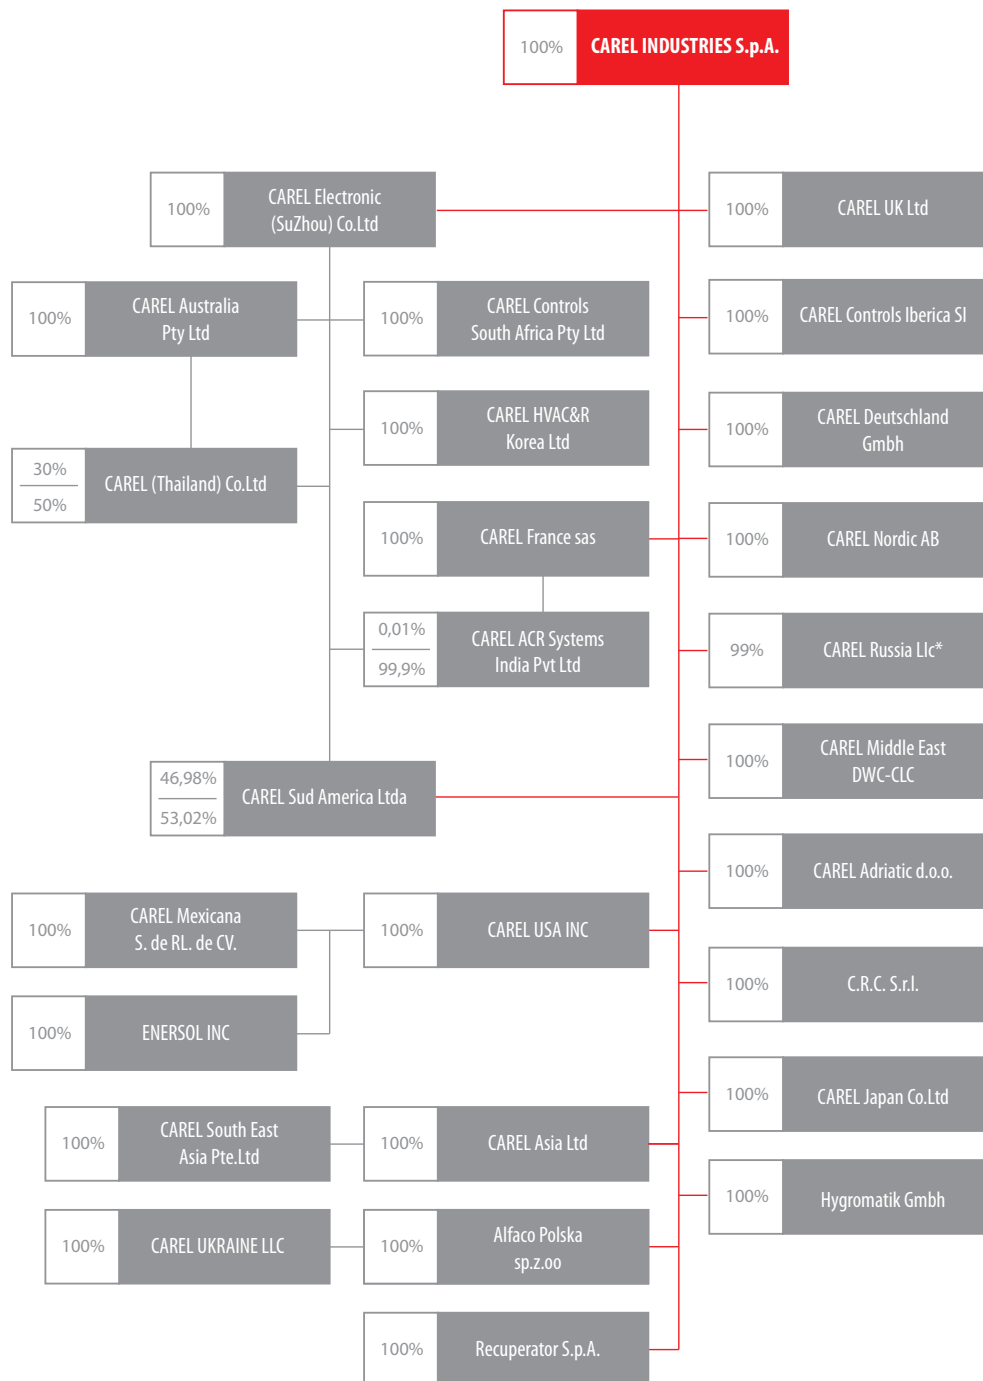 100%
CAREL INDUSTRIES S.p.A.
100%
CAREL Electronic
(SuZhou) Co.Ltd
100%
CAREL UK Ltd
100%
CAREL Australia
Pty Ltd
100%
CAREL Controls
South Africa Pty Ltd
100%
CAREL Controls Iberica Sl
100%
CAREL HVAC&R
Korea Ltd
100%
CAREL Deutschland
Gmbh
30%
50%
CAREL (Thailand) Co.Ltd
100%
CAREL France sas
100%
CAREL Nordic AB
0,01%
99,9%
CAREL ACR Systems
India Pvt Ltd
99%
CAREL Russia Llc*
100%
CAREL Middle East
DWC-CLC
46,98%
53,02%
CAREL Sud America Ltda
100%
CAREL Adriatic d.o.o.
100%
CAREL Mexicana
S. de RL. de CV.
100%
CAREL USA INC
100%
C.R.C. S.r.l.
100%
ENERSOL INC
100%
CAREL Japan Co.Ltd
100%
CAREL South East
Asia Pte.Ltd
100%
CAREL Asia Ltd
100%
Hygromatik Gmbh
100%
CAREL UKRAINE LLC
100%
Alfaco Polska
sp.z.oo
100%
Recuperator S.p.A.